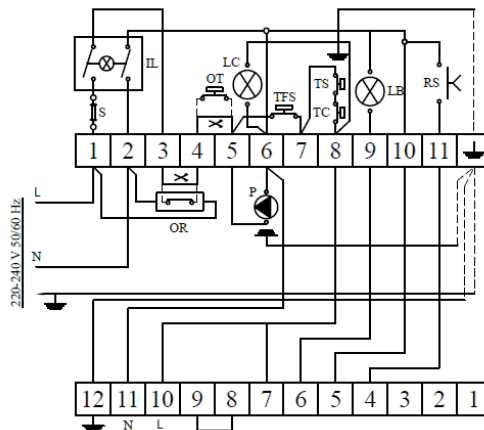 IL
LC
OT
TFS
TS
TC
LB
RS
S
1 2 3 4 5 6 7 8 9 10 11
L
P
OR
N
220-240 V 50/60 Hz
12 11 10 9 8 7 6 5 4 3 2 1
N L